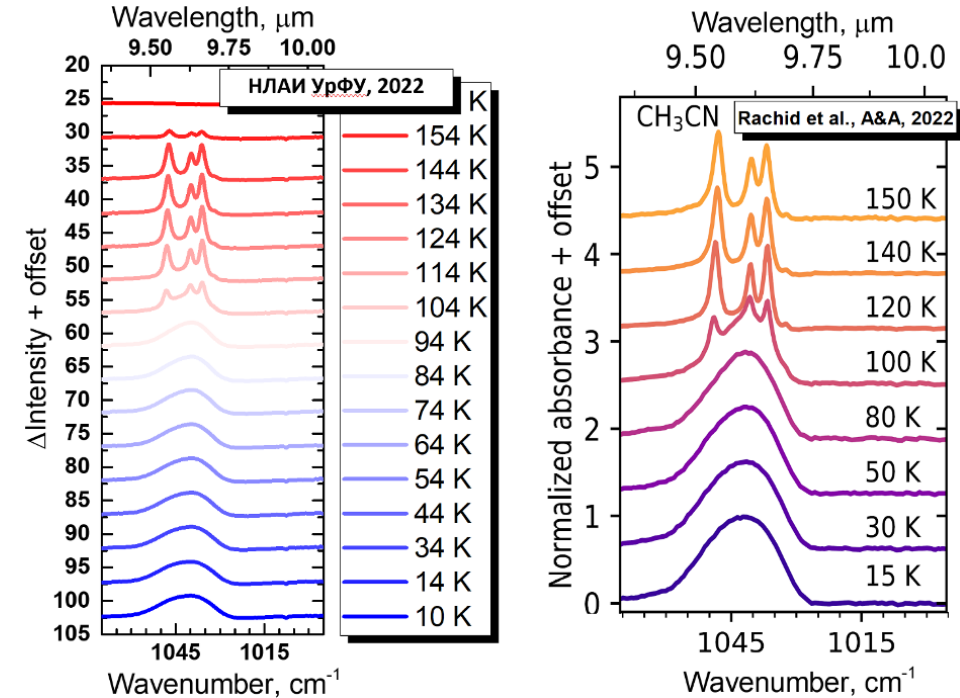 Wavelength, μm
9.50 9.75 10.00
20
25
30
35
40
45
50
55
60
65
70
75
80
85
90
95
100
105
ΔIntensity + offset
НЛАИ УрФУ, 2022
K
154 K
144 K
134 K
124 K
114 K
104 K
94 K
84 K
74 K
64 K
54 K
44 K
34 K
14 K
10 K
1045 1015
Wavenumber, cm⁻¹
Wavelength, μm
9.50 9.75 10.0
CH₃CN
Rachid et al., A&A, 2022
5
4
3
2
1
0
Normalized absorbance + offset
150 K
140 K
120 K
100 K
80 K
50 K
30 K
15 K
1045 1015
Wavenumber, cm⁻¹